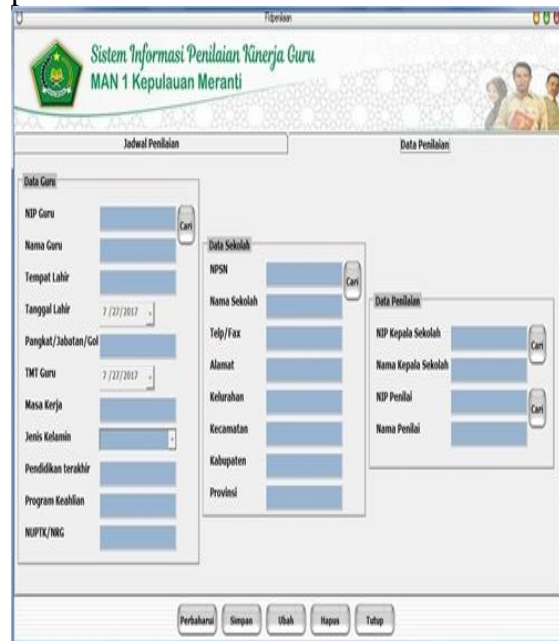 Fidpenilaian
Sistem Informasi Penilaian Kinerja Guru
MAN 1 Kepulauan Meranti
Jadwal Penilaian
Data Penilaian
Data Guru
NIP Guru
Cari
Nama Guru
Tempat Lahir
Tanggal Lahir
7 /27/2017
Pangkat/Jabatan/Gol
TMT Guru
7 /27/2017
Masa Kerja
Jenis Kelamin
Pendidikan terakhir
Program Keahlian
NUPTK/NRG
Data Sekolah
NPSN
Cari
Nama Sekolah
Telp/Fax
Alamat
Kelurahan
Kecamatan
Kabupaten
Provinsi
Data Penilaian
NIP Kepala Sekolah
Cari
Nama Kepala Sekolah
NIP Penilai
Cari
Nama Penilai
Perbaharui
Simpan
Ubah
Hapus
Tutup